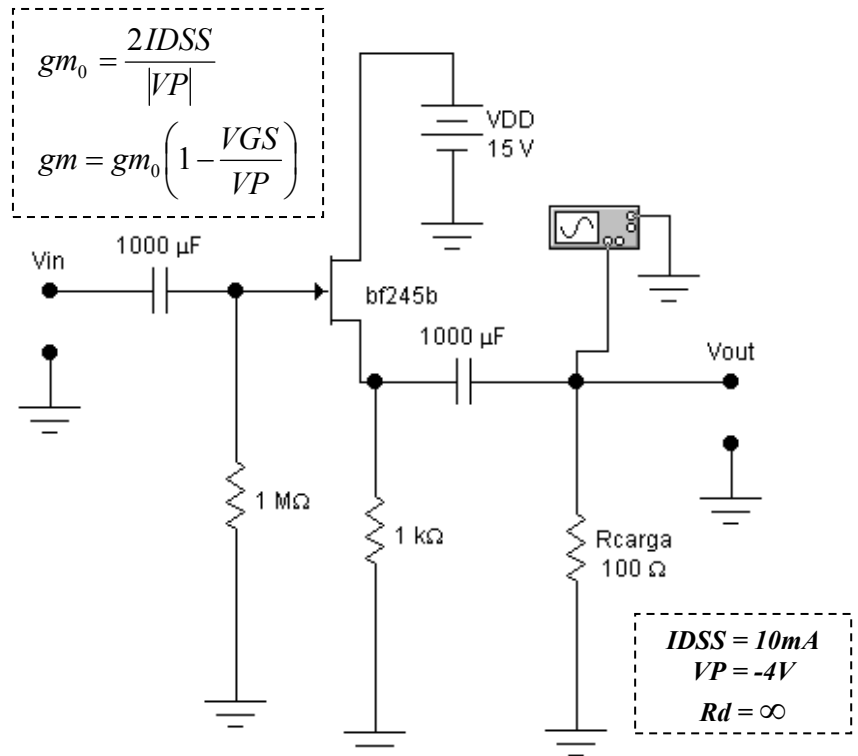 gm₀ = 2IDSS / |VP|
gm = gm₀(1 − VGS / VP)
VDD
15 V
1000 µF
Vin
bf245b
1000 µF
Vout
1 MΩ
1 kΩ
Rcarga
100 Ω
IDSS = 10mA
VP = -4V
Rd = ∞